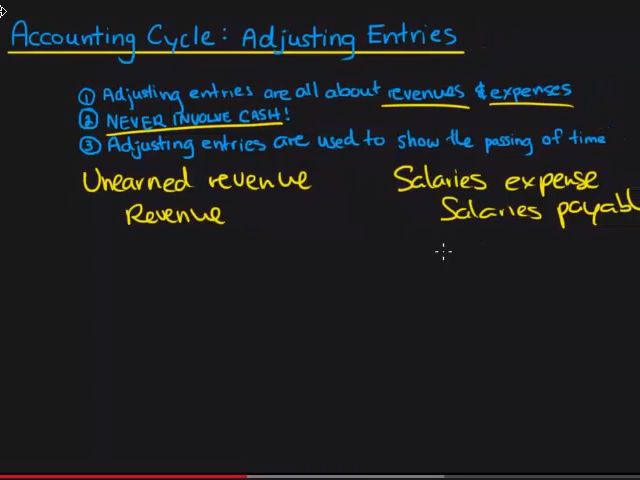 Accounting Cycle: Adjusting Entries
① Adjusting entries are all about revenues & expenses
② NEVER INVOLVE CASH!
③ Adjusting entries are used to show the passing of time
Unearned revenue
Revenue
Salaries expense
Salaries payabl